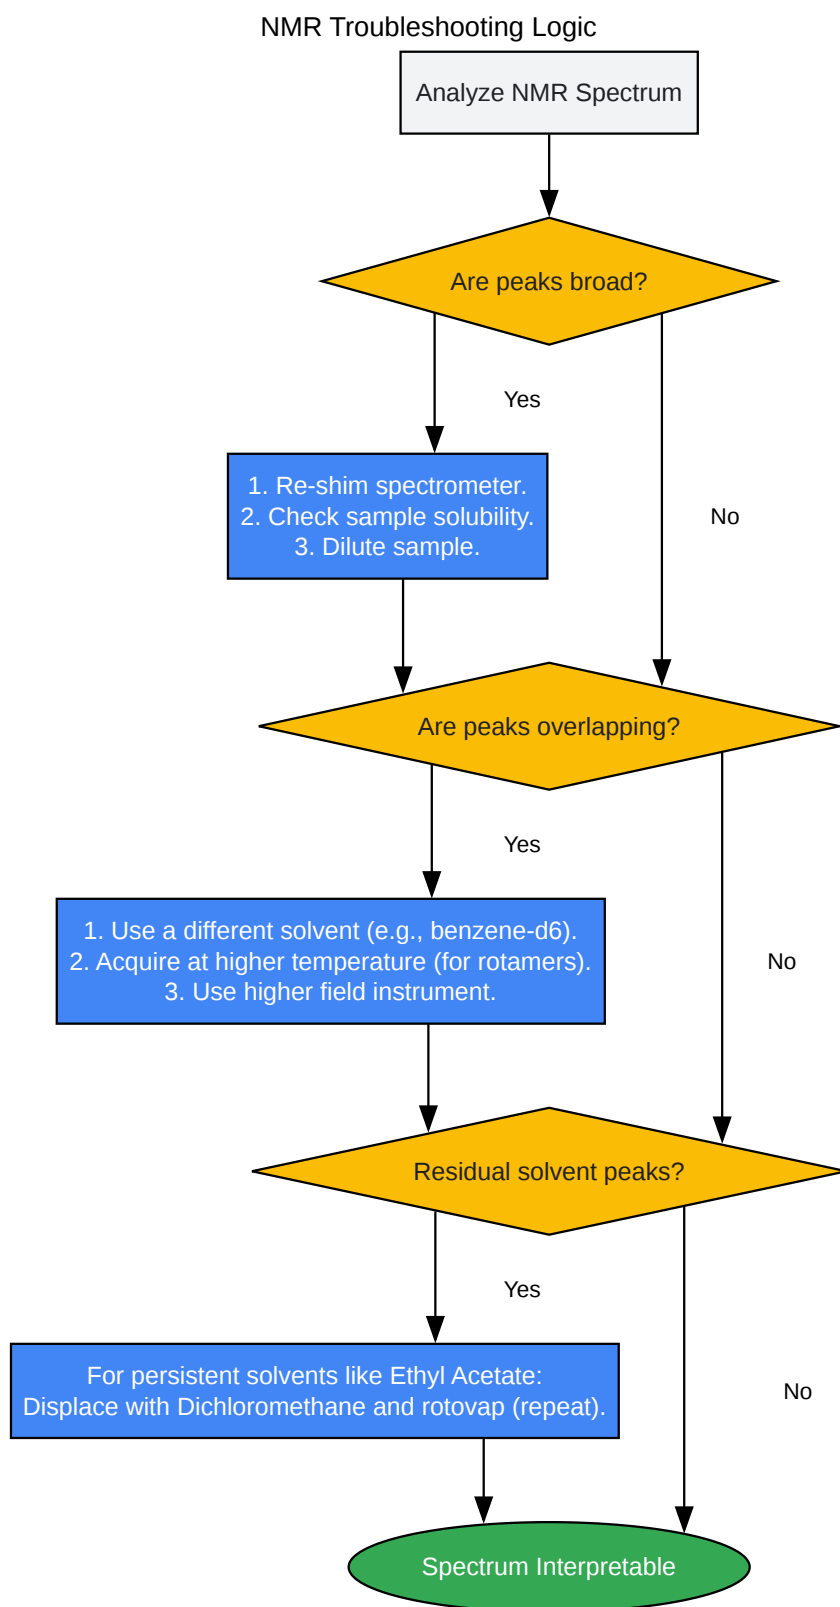 NMR Troubleshooting Logic
Analyze NMR Spectrum
Are peaks broad?
Yes
1. Re-shim spectrometer.
2. Check sample solubility.
3. Dilute sample.
No
Are peaks overlapping?
Yes
1. Use a different solvent (e.g., benzene-d6).
2. Acquire at higher temperature (for rotamers).
3. Use higher field instrument.
No
Residual solvent peaks?
Yes
For persistent solvents like Ethyl Acetate:
Displace with Dichloromethane and rotovap (repeat).
No
Spectrum Interpretable